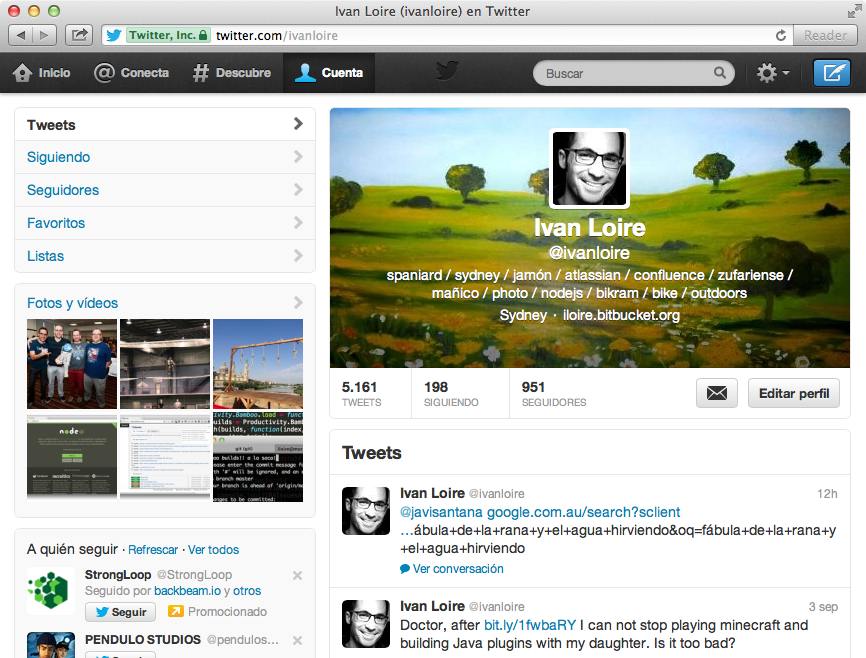 Ivan Loire (ivanloire) en Twitter
Twitter, Inc. twitter.com/ivanloire Reader
Inicio Conecta Descubre Cuenta Buscar
Tweets
Siguiendo
Seguidores
Favoritos
Listas
Fotos y vídeos
node
A quién seguir · Refrescar · Ver todos
StrongLoop @StrongLoop
Seguido por backbeam.io y otros
Seguir Promocionado
PENDULO STUDIOS @pendulos...
Ivan Loire
@ivanloire
spaniard / sydney / jamón / atlassian / confluence / zufariense /
mañico / photo / nodejs / bikram / bike / outdoors
Sydney · iloire.bitbucket.org
5.161 198 951
TWEETS SIGUIENDO SEGUIDORES
Editar perfil
Tweets
Ivan Loire @ivanloire 12h
@javisantana google.com.au/search?sclient
…ábula+de+la+rana+y+el+agua+hirviendo&oq=fábula+de+la+rana+y
+el+agua+hirviendo
Ver conversación
Ivan Loire @ivanloire 3 sep
Doctor, after bit.ly/1fwbaRY I can not stop playing minecraft and
building Java plugins with my daughter. Is it too bad?